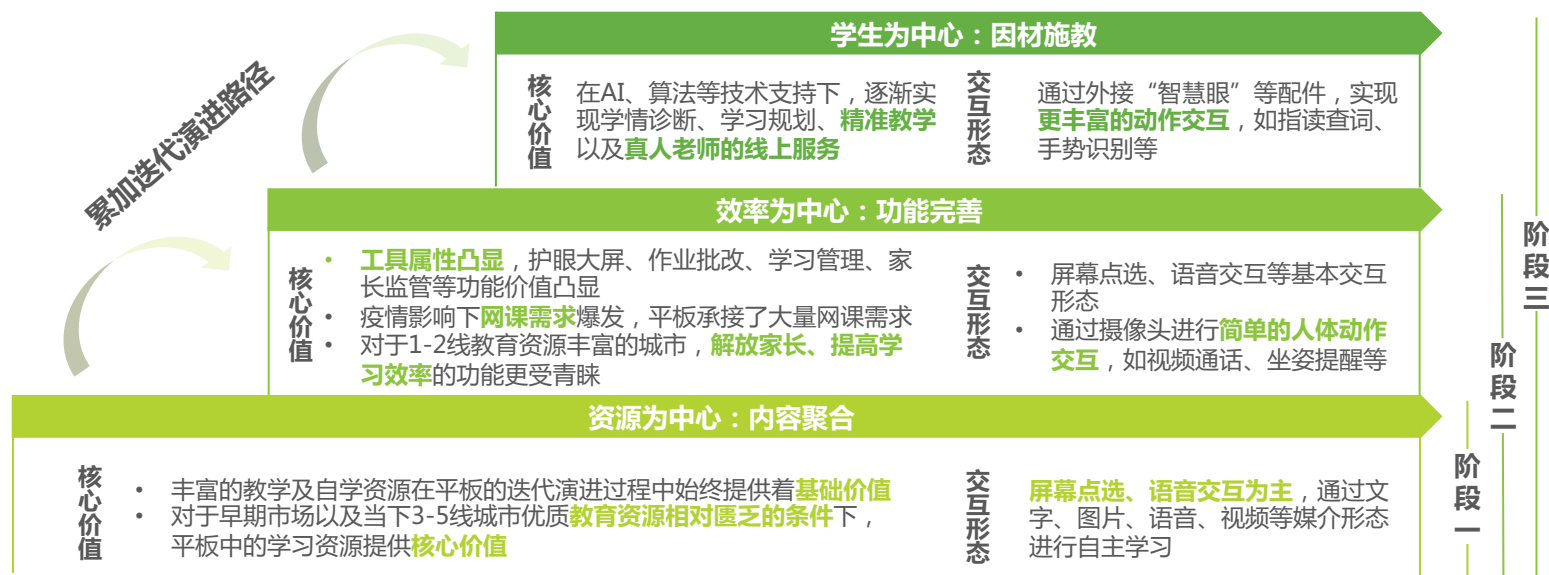 累加迭代演进路径
学生为中心：因材施教
核心价值
在AI、算法等技术支持下，逐渐实
现学情诊断、学习规划、精准教学
以及真人老师的线上服务
交互形态
通过外接“智慧眼”等配件，实现
更丰富的动作交互，如指读查词、
手势识别等
效率为中心：功能完善
核心价值
• 工具属性凸显，护眼大屏、作业批改、学习管理、家
长监管等功能价值凸显
• 疫情影响下网课需求爆发，平板承接了大量网课需求
• 对于1-2线教育资源丰富的城市，解放家长、提高学
习效率的功能更受青睐
交互形态
• 屏幕点选、语音交互等基本交互
形态
• 通过摄像头进行简单的人体动作
交互，如视频通话、坐姿提醒等
资源为中心：内容聚合
核心价值
• 丰富的教学及自学资源在平板的迭代演进过程中始终提供着基础价值
• 对于早期市场以及当下3-5线城市优质教育资源相对匮乏的条件下，
平板中的学习资源提供核心价值
交互形态
屏幕点选、语音交互为主，通过文
字、图片、语音、视频等媒介形态
进行自主学习
阶段一
阶段二
阶段三